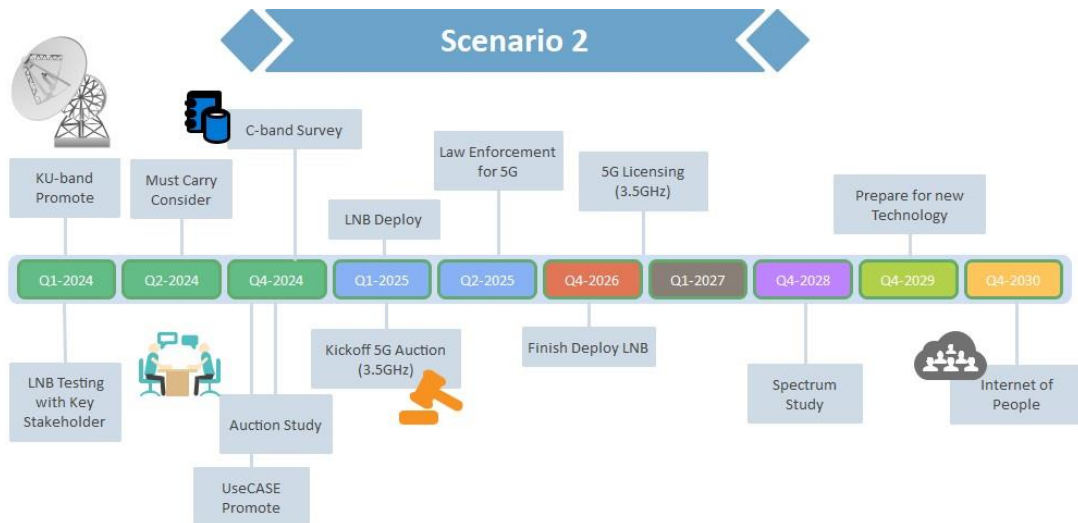 Scenario 2
C-band Survey
KU-band
Promote
Must Carry
Consider
LNB Deploy
Law Enforcement
for 5G
5G Licensing
(3.5GHz)
Prepare for new
Technology
Q1-2024
Q2-2024
Q4-2024
Q1-2025
Q2-2025
Q4-2026
Q1-2027
Q4-2028
Q4-2029
Q4-2030
LNB Testing
with Key
Stakeholder
Auction Study
UseCASE
Promote
Kickoff 5G Auction
(3.5GHz)
Finish Deploy LNB
Spectrum
Study
Internet of
People